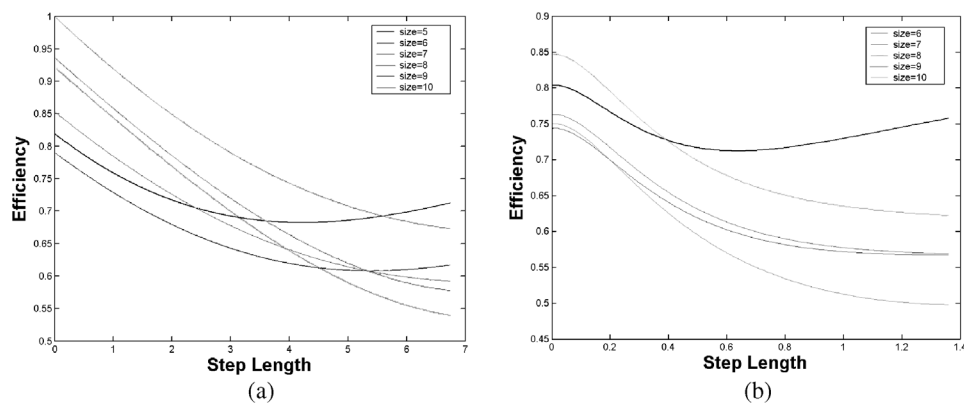 1
0.95
0.9
0.85
0.8
0.75
0.7
0.65
0.6
0.55
0.5
Efficiency
0 1 2 3 4 5 6 7
Step Length
size=5
size=6
size=7
size=8
size=9
size=10
(a)
0.9
0.85
0.8
0.75
0.7
0.65
0.6
0.55
0.5
0.45
Efficiency
0 0.2 0.4 0.6 0.8 1 1.2 1.4
Step Length
size=6
size=7
size=8
size=9
size=10
(b)